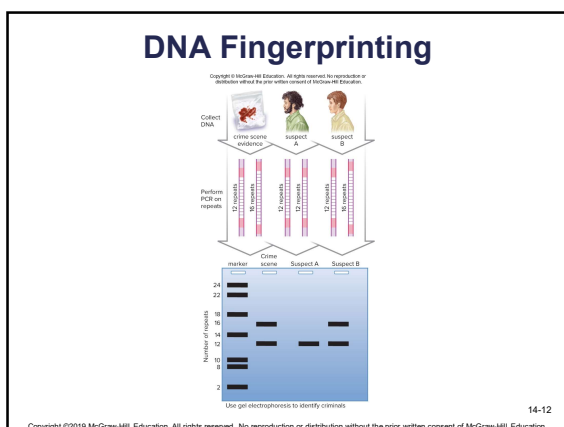 DNA Fingerprinting
Copyright © McGraw-Hill Education. All rights reserved. No reproduction or
distribution without the prior written consent of McGraw-Hill Education.
Collect
DNA
crime scene
evidence
suspect
A
suspect
B
Perform
PCR on
repeats
12 repeats
16 repeats
12 repeats
12 repeats
12 repeats
16 repeats
marker
Crime
scene
Suspect A
Suspect B
Number of repeats
24
22
18
16
14
12
10
8
2
Use gel electrophoresis to identify criminals
14-12
Copyright ©2019 McGraw-Hill Education. All rights reserved. No reproduction or distribution without the prior written consent of McGraw-Hill Education.